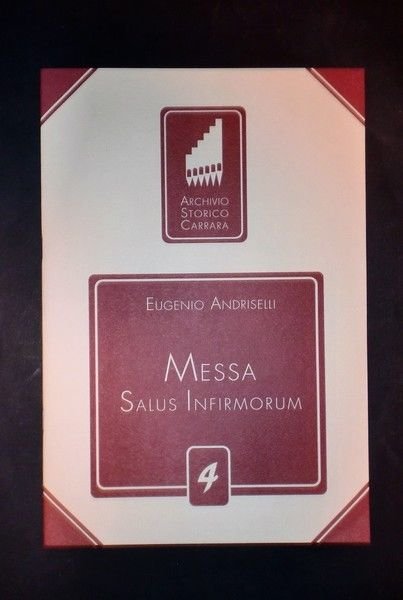 Archivio
Storico
Carrara
Eugenio Andriselli
Messa
Salus Infirmorum
4